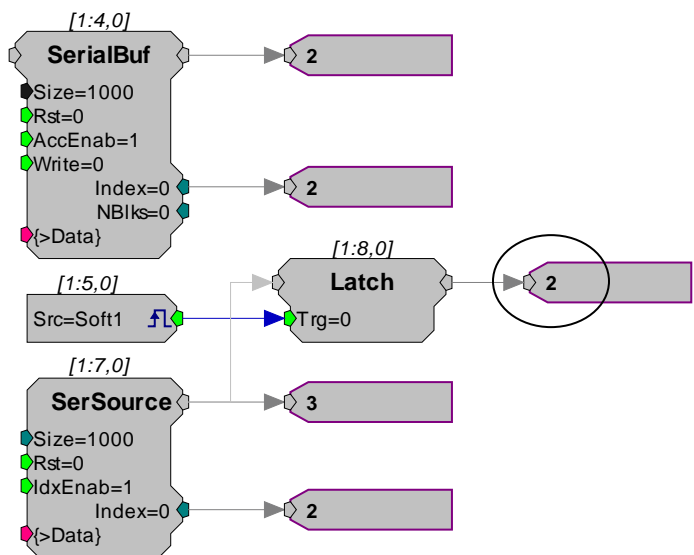 [1:4,0]
SerialBuf
2
Size=1000
Rst=0
AccEnab=1
Write=0
Index=0
2
NBlks=0
{>Data}
[1:8,0]
Latch
2
[1:5,0]
Src=Soft1
Trg=0
[1:7,0]
SerSource
3
Size=1000
Rst=0
IdxEnab=1
Index=0
2
{>Data}